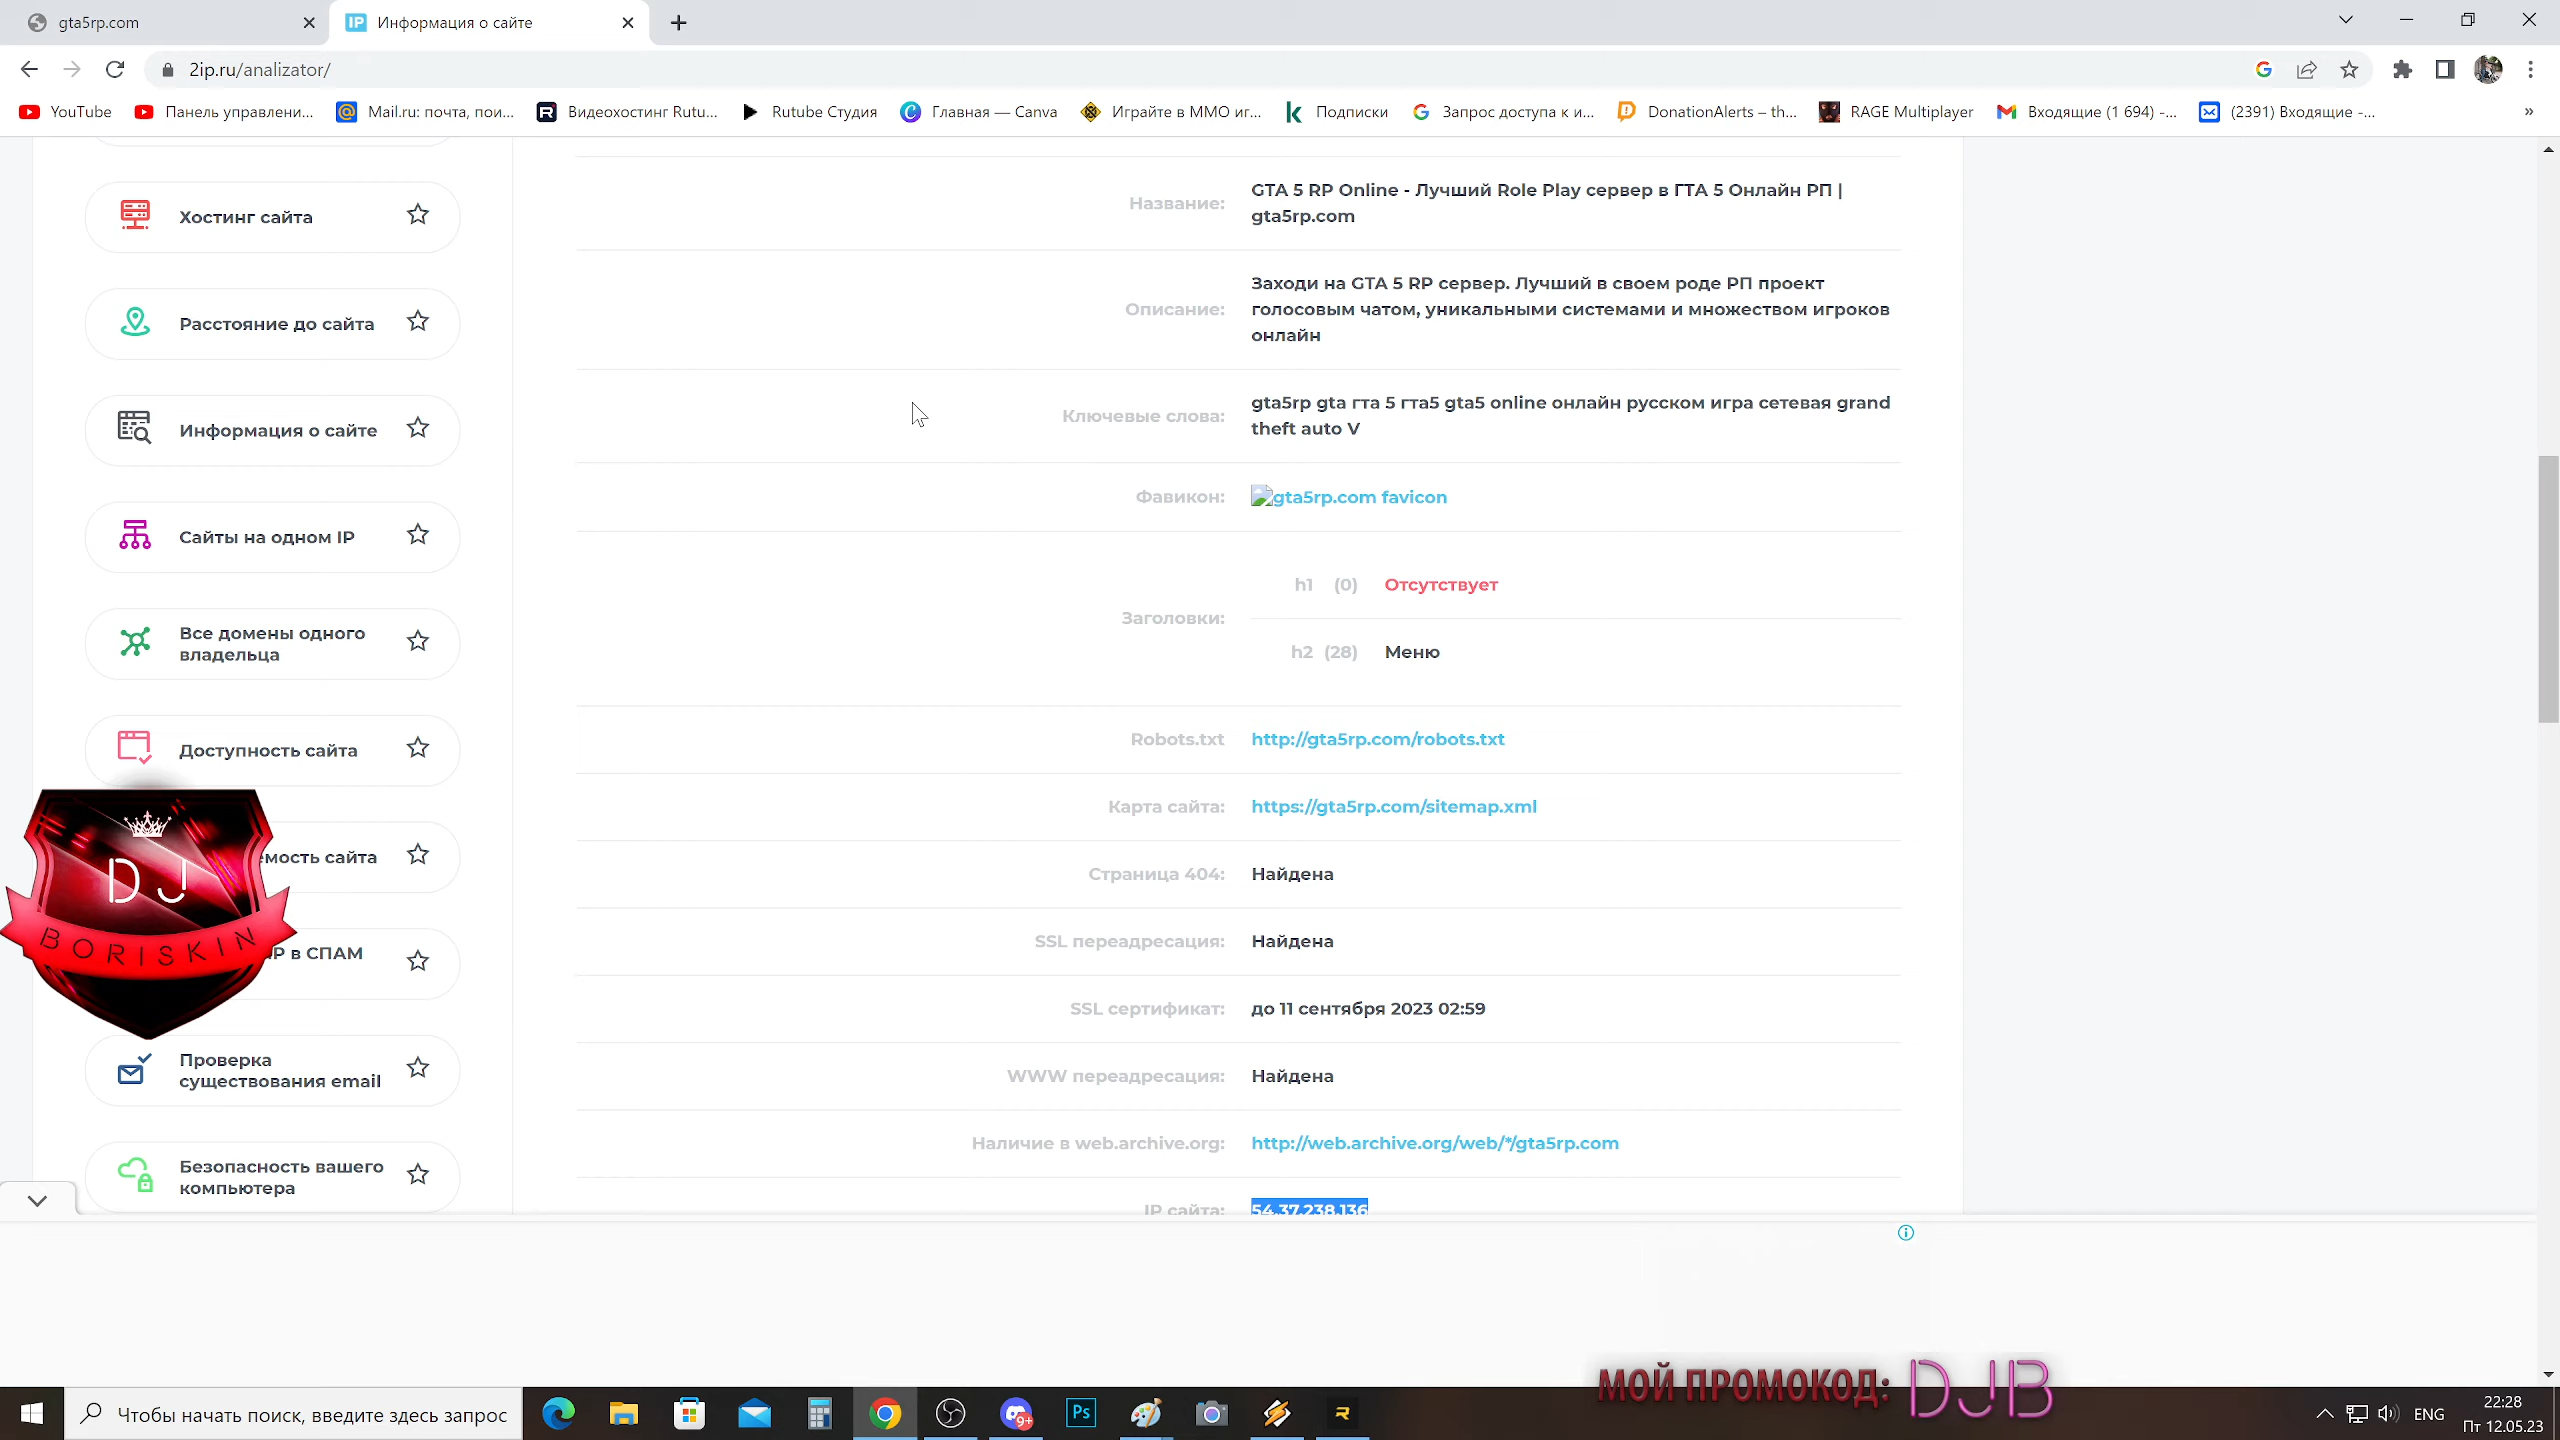 gta5rp.com
IP Информация о сайте
2ip.ru/analizator/
YouTube
Панель управлени...
Mail.ru: почта, пои...
Видеохостинг Rutu...
Rutube Студия
Главная — Canva
Играйте в ММО иг...
Подписки
Запрос доступа к и...
DonationAlerts – th...
RAGE Multiplayer
Входящие (1 694) -...
(2391) Входящие -...
»
Хостинг сайта
Расстояние до сайта
Информация о сайте
Сайты на одном IP
Все домены одного
владельца
Доступность сайта
емость сайта
IP в СПАМ
Проверка
существования email
Безопасность вашего
компьютера
DJ
BORISKIN
Название:
GTA 5 RP Online - Лучший Role Play сервер в ГТА 5 Онлайн РП |
gta5rp.com
Описание:
Заходи на GTA 5 RP сервер. Лучший в своем роде РП проект
голосовым чатом, уникальными системами и множеством игроков
онлайн
Ключевые слова:
gta5rp gta гта 5 гта5 gta5 online онлайн русском игра сетевая grand
theft auto V
Фавикон:
gta5rp.com favicon
Заголовки:
h1 (0) Отсутствует
h2 (28) Меню
Robots.txt
http://gta5rp.com/robots.txt
Карта сайта:
https://gta5rp.com/sitemap.xml
Страница 404:
Найдена
SSL переадресация:
Найдена
SSL сертификат:
до 11 сентября 2023 02:59
WWW переадресация:
Найдена
Наличие в web.archive.org:
http://web.archive.org/web/*/gta5rp.com
IP сайта:
54.37.238.136
МОЙ ПРОМОКОД: DJB
Чтобы начать поиск, введите здесь запрос
9+
Ps
ENG
22:28
Пт 12.05.23